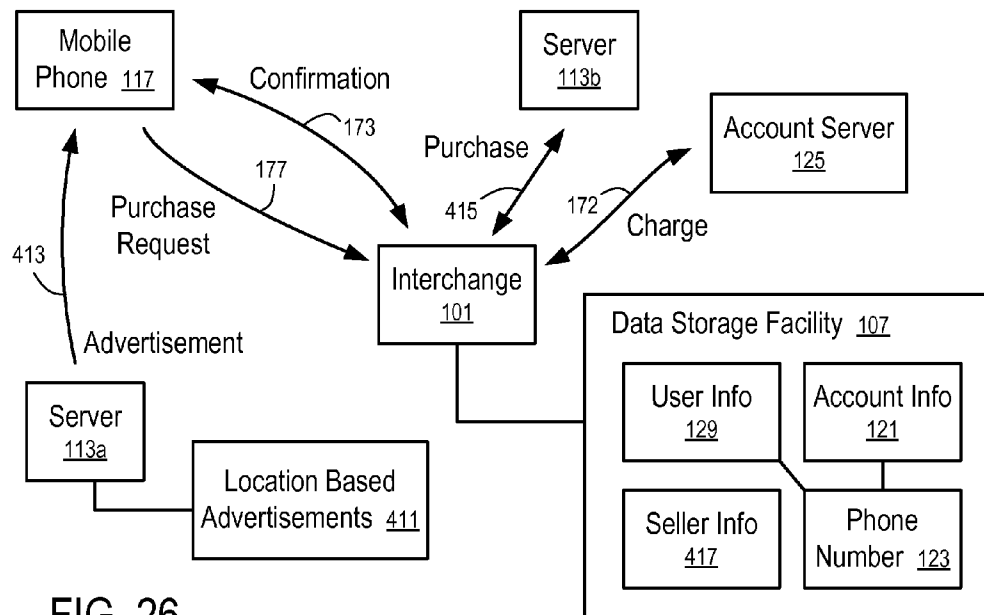 Mobile
Phone 117
Server
113b
Confirmation
173
Account Server
125
Purchase
177
415
172
Purchase
Request
Charge
413
Interchange
101
Data Storage Facility 107
Advertisement
User Info
129
Account Info
121
Server
113a
Location Based
Advertisements 411
Seller Info
417
Phone
Number 123
FIG. 26